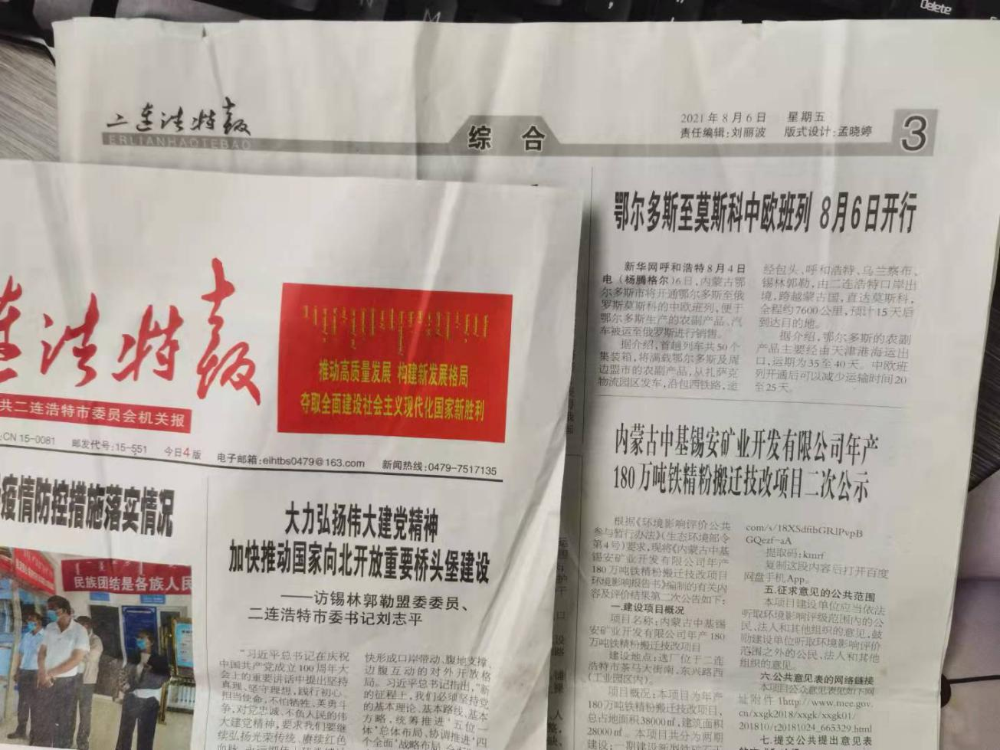 Delete
二连浩特报
ERLIANHAOTEBAO
综 合
2021年8月6日 星期五
责任编辑:刘丽波 版式设计:孟晓婷
3
鄂尔多斯至莫斯科中欧班列 8月6日开行
新华网呼和浩特8月4日
电（杨腾格尔）6日,内蒙古鄂
尔多斯市将开通鄂尔多斯至俄
罗斯莫斯科的中欧班列,便于
鄂尔多斯生产的农副产品、汽
车被运至俄罗斯进行销售。
据介绍,首趟列车共50个
集装箱,将满载鄂尔多斯及周
边盟市的农副产品,从扎萨克
物流园区发车,沿包西铁路,途
经包头、呼和浩特、乌兰察布、
锡林郭勒,由二连浩特口岸出
境,跨越蒙古国,直达莫斯科,
全程约7600公里,预计15天后
到达目的地。
据介绍,鄂尔多斯的农副
产品主要经由天津港海运出
口,运期为35至40天。中欧班
列开通后可以减少运输时间20
至25天。
内蒙古中基锡安矿业开发有限公司年产
180万吨铁精粉搬迁技改项目二次公示
根据《环境影响评价公共
参与暂行办法》(生态环境部令
第4号)要求,现将《内蒙古中基
锡安矿业开发有限公司年产
180万吨铁精粉搬迁技改项目
环境影响报告书》编制的有关内
容及评价结果第二次公告如下:
一.建设项目概况
项目名称:内蒙古中基锡
安矿业开发有限公司年产180
万吨铁精粉搬迁技改项目
建设地点:选厂位于二连
浩特市茶马大街南,东兴路西
(工业园区内)。
项目概况:本项目为年产
180万吨铁精粉搬迁技改项目,
总占地面积38000㎡,建筑面积
28000㎡。本项目共分为两期
com/s/18XSdftbGRlPvpB
GQezf-aA
提取码:kmrf
复制这段内容后打开百度
网盘手机App。
五.征求意见的公共范围
本项目建设单位应当依法
听取环境影响评级范围内的公
民、法人和其他组织的意见,鼓
励建设单位听取环境影响评价
范围之外的公民、法人和其他
组织的意见。
六.公共意见表的网络链接
本项目公众意见表见如下网
址附件1http://www.mee.gov.
cn/xxgk2018/xxgk/xxgk01/
201810/t20181024_665329.html
七.提交公共提出意见表
连浩特报
共二连浩特市委员会机关报
:CN 15-0081 邮发代号:15-551 今日4版 电子邮箱:elhtbs0479@163.com 新闻热线:0479-7517135
推动高质量发展 构建新发展格局
夺取全面建设社会主义现代化国家新胜利
疫情防控措施落实情况
民族团结是各族人民
大力弘扬伟大建党精神
加快推动国家向北开放重要桥头堡建设
——访锡林郭勒盟委委员、
二连浩特市委书记刘志平
“习近平总书记在庆祝
中国共产党成立100周年大
会上的重要讲话中提出坚持
真理、坚守理想,践行初心、
担当使命,不怕牺牲、英勇斗
争,对党忠诚、不负人民的伟
大建党精神,要求我们要继
续弘扬光荣传统、赓续红色
快形成口岸带动、腹地支撑、
边腹互动的对外开放格
局。习近平总书记指出,“新
的征程上,我们必须坚持党
的基本理论、基本路线、基本
方略,统筹推进‘五位一
体’总体布局、协调推进‘四
个全面’战略布局,